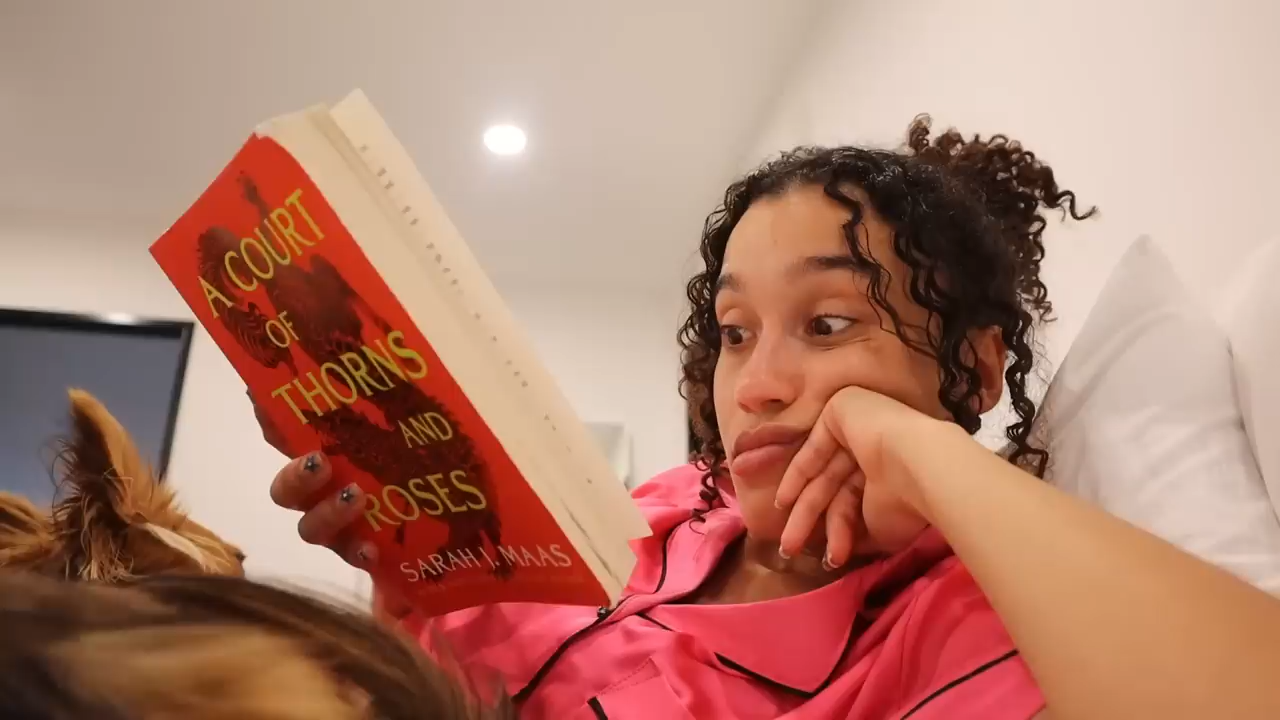 A COURT
OF
THORNS
AND
ROSES
SARAH J. MAAS